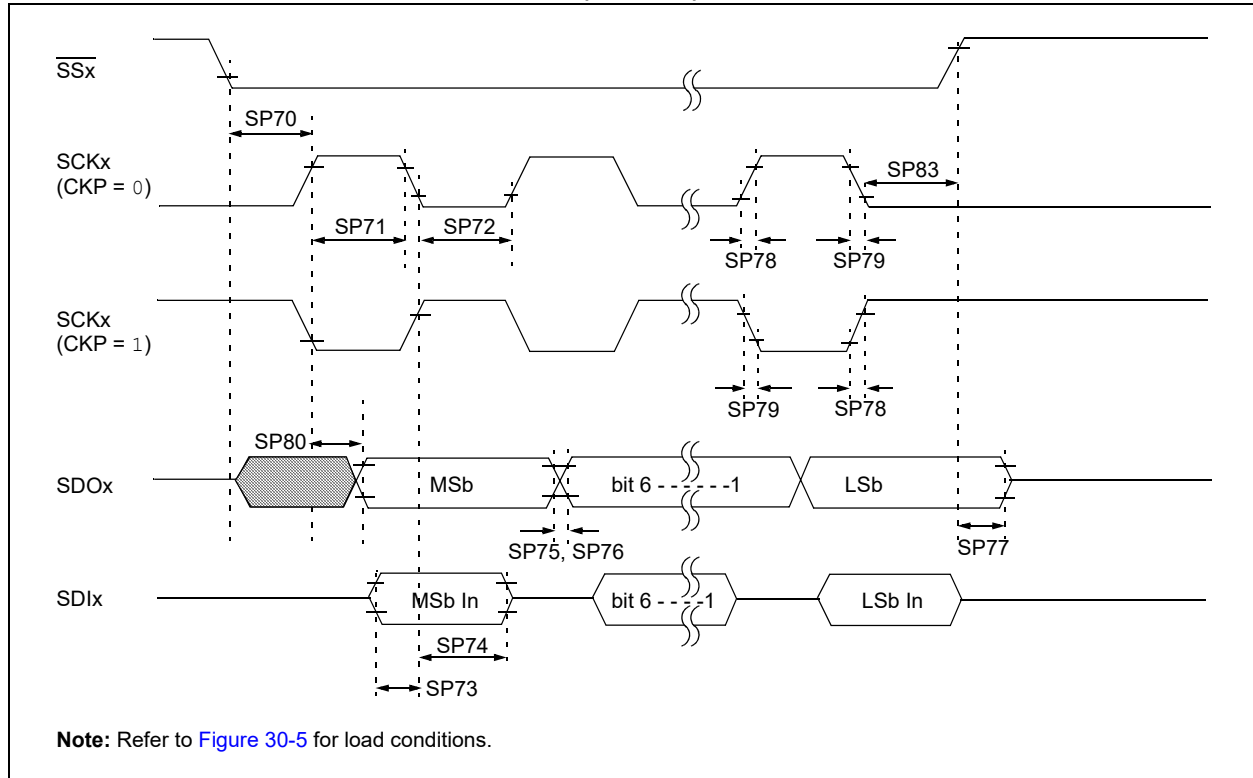 SSx
SP70
SCKx
(CKP = 0)
SP83
SP71
SP72
SP78
SP79
SCKx
(CKP = 1)
SP79
SP78
SP80
SDOx
MSb
bit 6 - - - - - - -1
LSb
SP75, SP76
SP77
SDIx
MSb In
bit 6 - - - - -1
LSb In
SP74
SP73
Note: Refer to Figure 30-5 for load conditions.